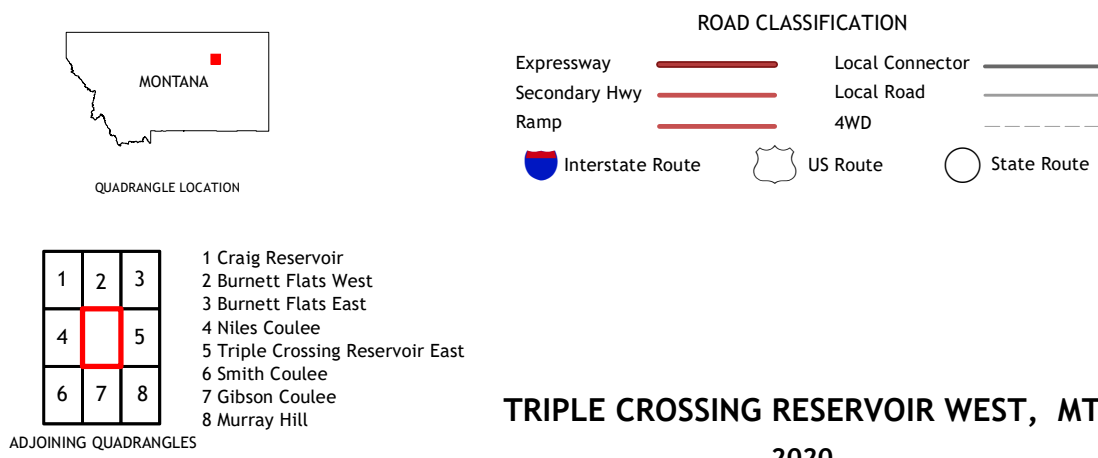 MONTANA
QUADRANGLE LOCATION
ROAD CLASSIFICATION
Expressway
Secondary Hwy
Ramp
Local Connector
Local Road
4WD
Interstate Route
US Route
State Route
1 2 3
4 5
6 7 8
ADJOINING QUADRANGLES
1 Craig Reservoir
2 Burnett Flats West
3 Burnett Flats East
4 Niles Coulee
5 Triple Crossing Reservoir East
6 Smith Coulee
7 Gibson Coulee
8 Murray Hill
TRIPLE CROSSING RESERVOIR WEST, MT
2020